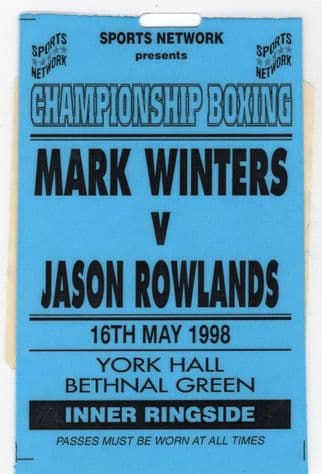 SPORTS NETWORK
presents
SPORTS
NETWORK
SPORTS
NETWORK
CHAMPIONSHIP BOXING
MARK WINTERS
V
JASON ROWLANDS
16TH MAY 1998
YORK HALL
BETHNAL GREEN
INNER RINGSIDE
PASSES MUST BE WORN AT ALL TIMES